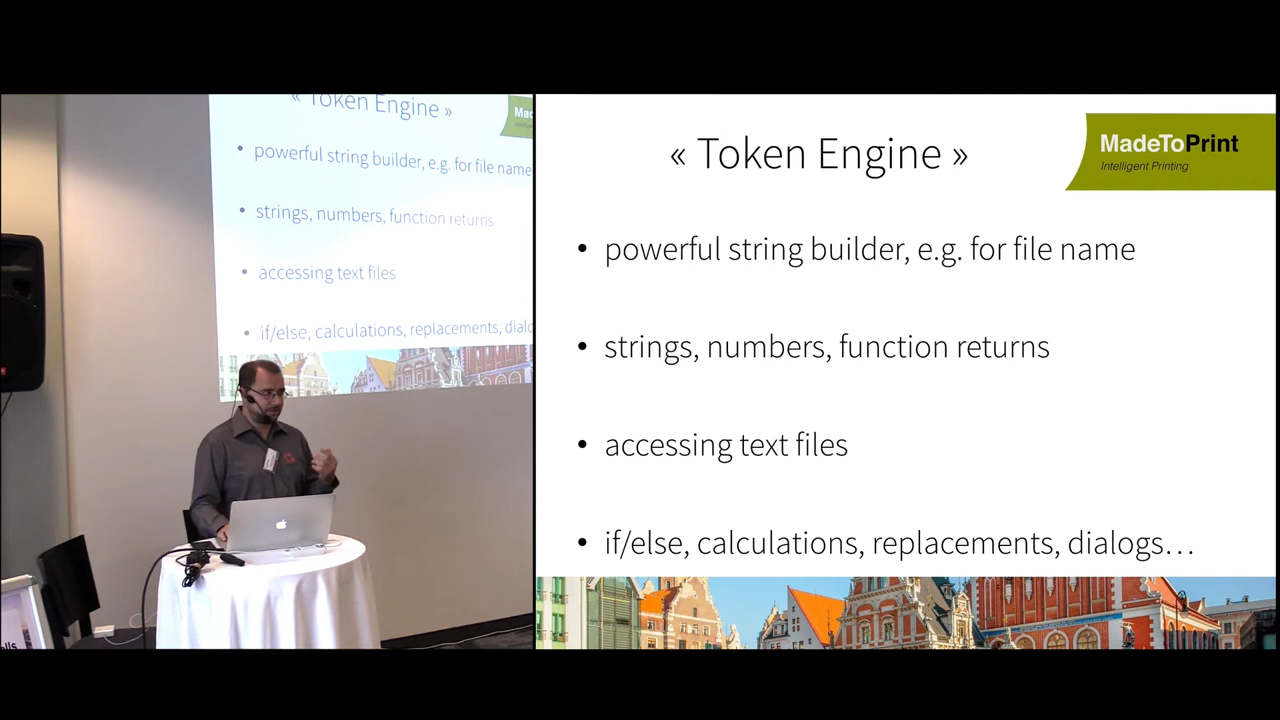 « Token Engine »
Mad
• powerful string builder, e.g. for file name
• strings, numbers, function returns
• accessing text files
• if/else, calculations, replacements, dialo
« Token Engine »
MadeToPrint
Intelligent Printing
• powerful string builder, e.g. for file name
• strings, numbers, function returns
• accessing text files
• if/else, calculations, replacements, dialogs…
lls